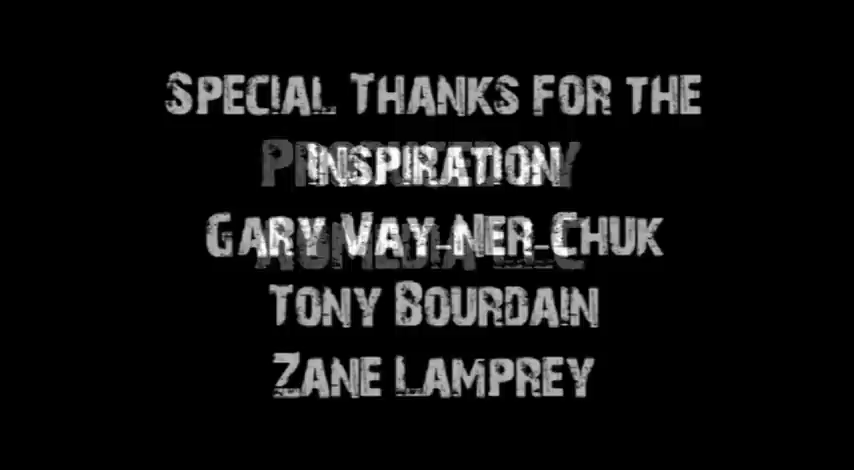 Special Thanks for the
Inspiration
Gary Vay-Ner-Chuk
Tony Bourdain
Zane Lamprey